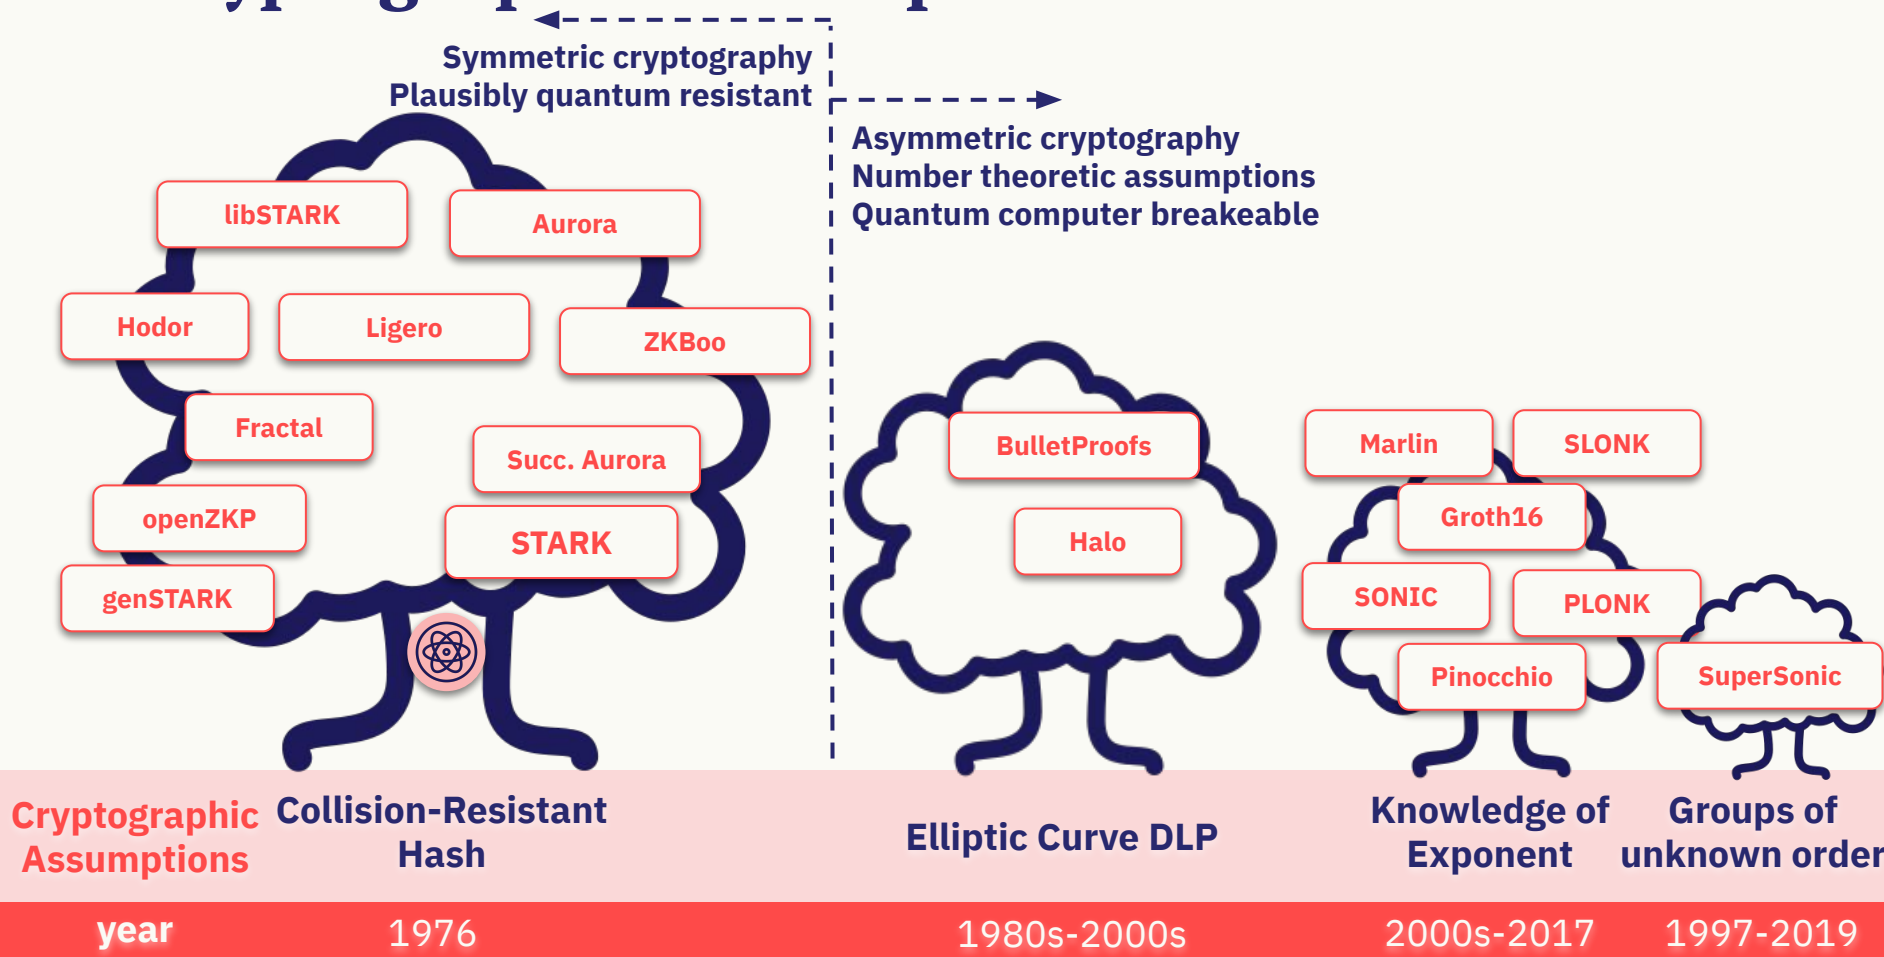 Symmetric cryptography
Plausibly quantum resistant
Asymmetric cryptography
Number theoretic assumptions
Quantum computer breakeable
libSTARK
Aurora
Hodor
Ligero
ZKBoo
Fractal
Succ. Aurora
openZKP
STARK
genSTARK
BulletProofs
Halo
Marlin
SLONK
Groth16
SONIC
PLONK
Pinocchio
SuperSonic
Cryptographic
Assumptions
Collision-Resistant
Hash
Elliptic Curve DLP
Knowledge of
Exponent
Groups of
unknown order
year
1976
1980s-2000s
2000s-2017
1997-2019